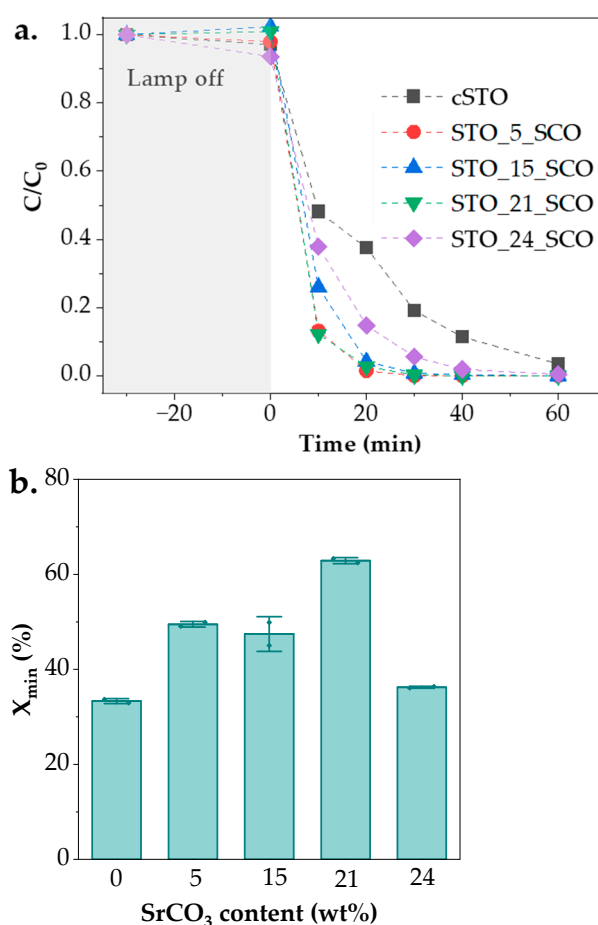 a.
1.0
0.8
0.6
0.4
0.2
0.0
C/C₀
Lamp off
cSTO
STO_5_SCO
STO_15_SCO
STO_21_SCO
STO_24_SCO
−20 0 20 40 60
Time (min)
b.
80
60
40
20
0
Xmin (%)
0 5 15 21 24
SrCO₃ content (wt%)